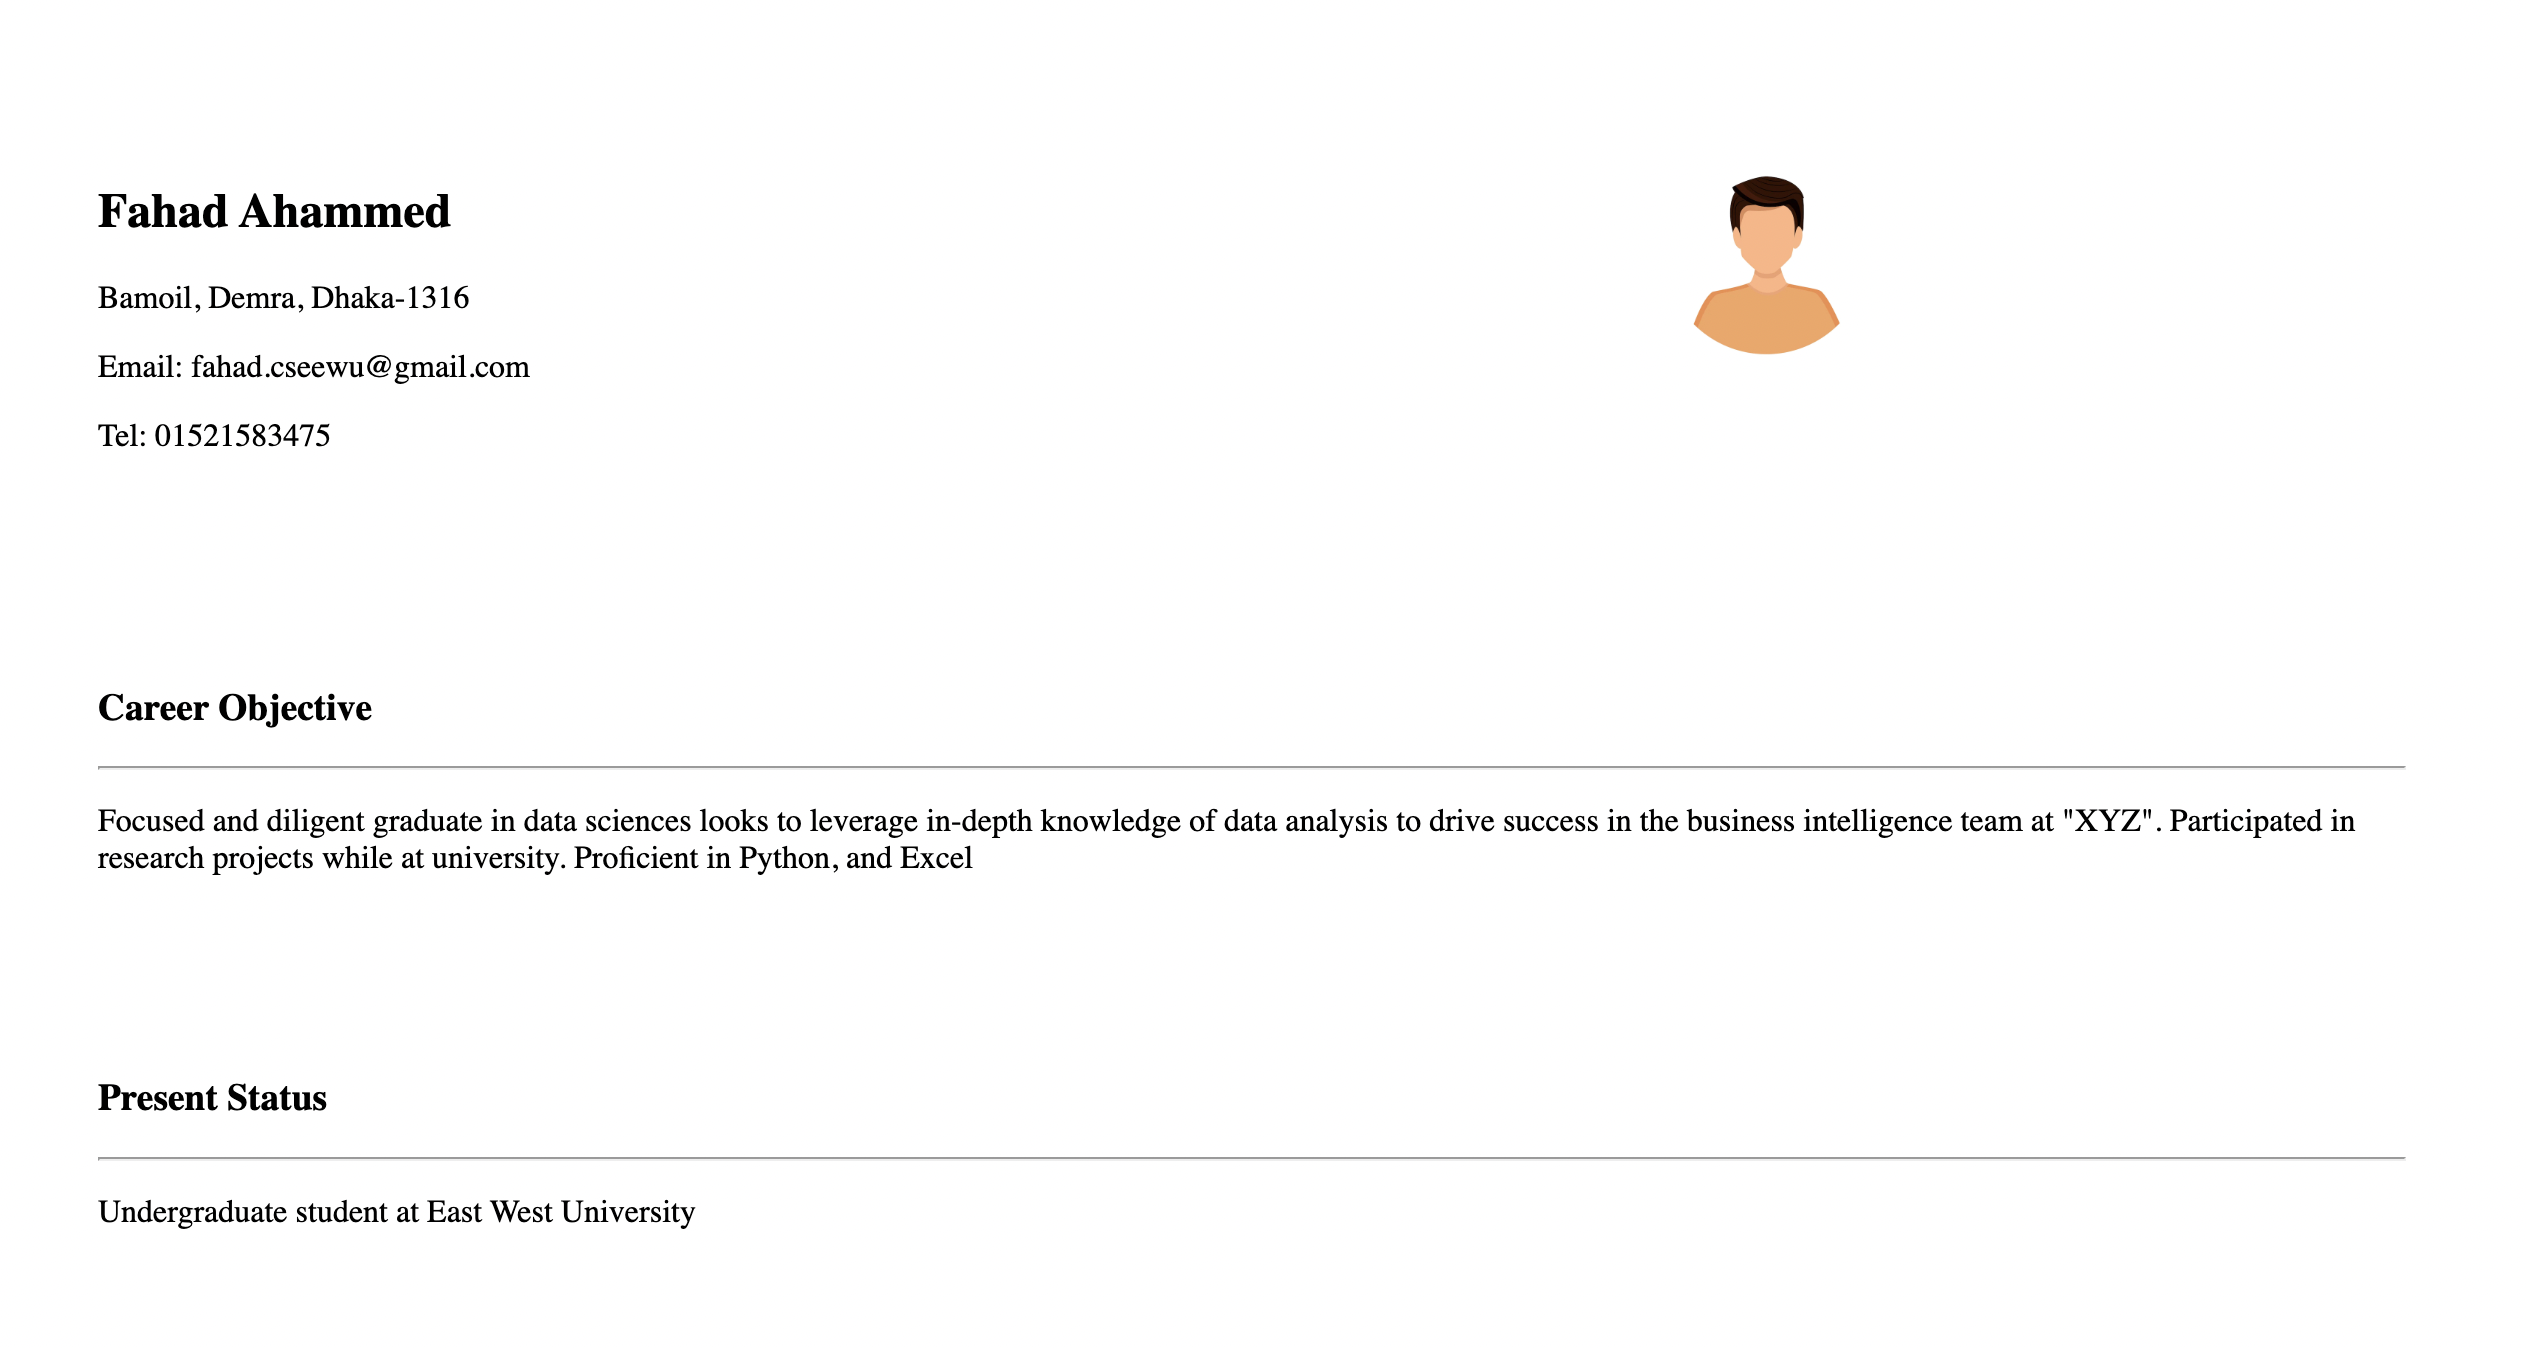 Fahad Ahammed
Bamoil, Demra, Dhaka-1316
Email: fahad.cseewu@gmail.com
Tel: 01521583475
Career Objective
Focused and diligent graduate in data sciences looks to leverage in-depth knowledge of data analysis to drive success in the business intelligence team at "XYZ". Participated in
research projects while at university. Proficient in Python, and Excel
Present Status
Undergraduate student at East West University